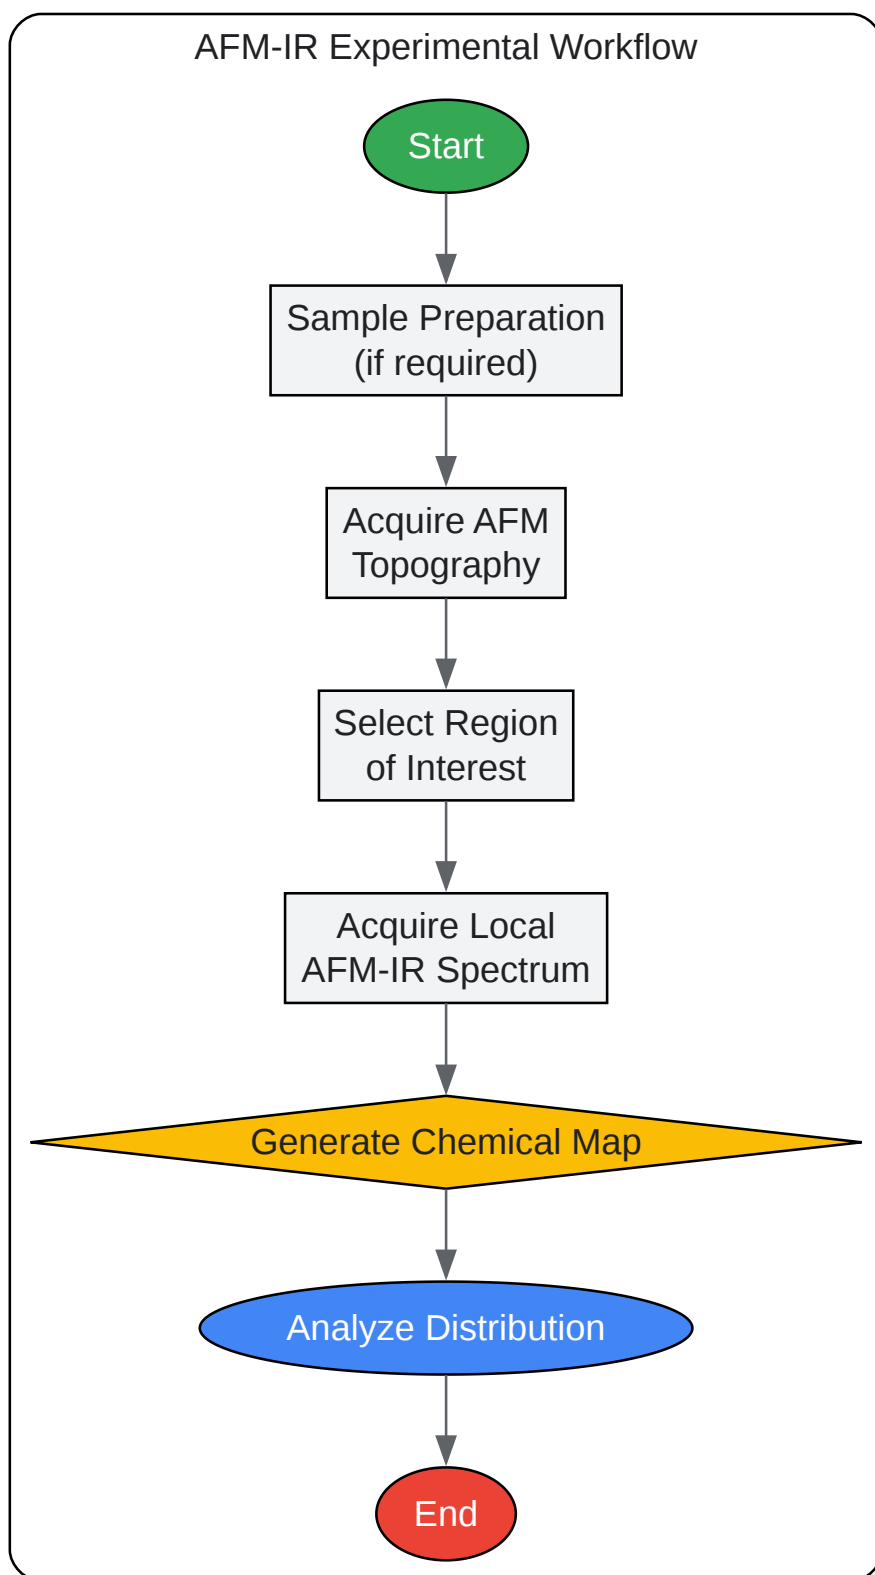 AFM-IR Experimental Workflow
Start
Sample Preparation
(if required)
Acquire AFM
Topography
Select Region
of Interest
Acquire Local
AFM-IR Spectrum
Generate Chemical Map
Analyze Distribution
End